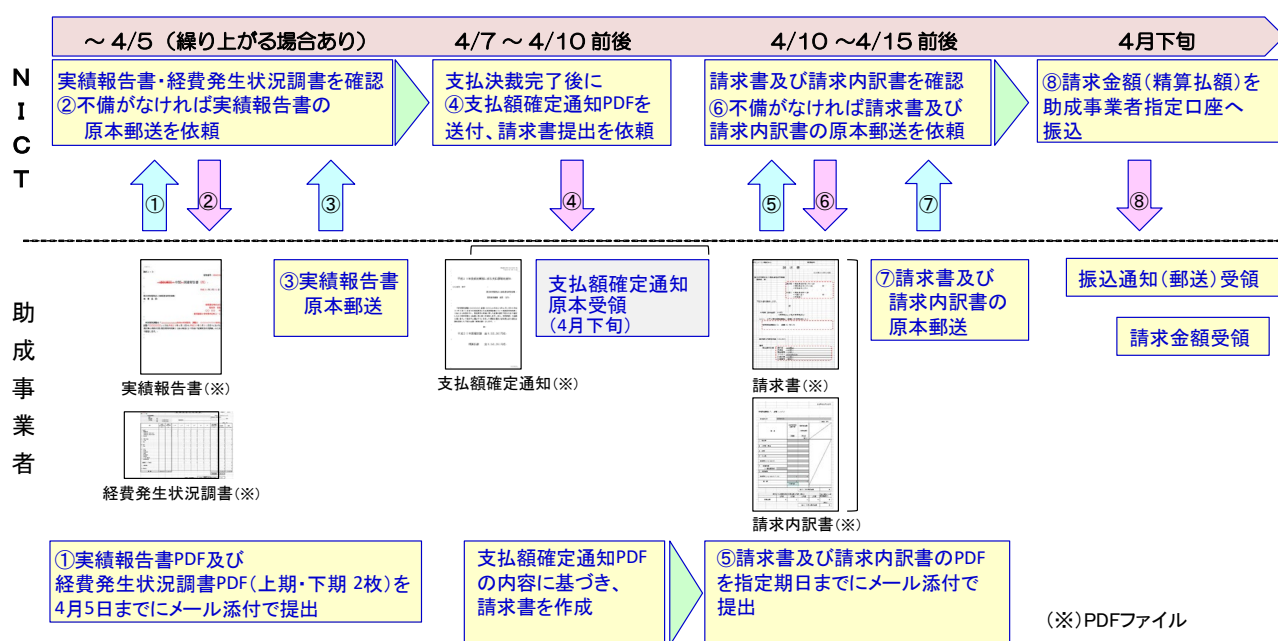 ～ 4/5 （繰り上がる場合あり）
4/7 ～ 4/10 前後
4/10 ～4/15 前後
4月下旬
NICT
実績報告書・経費発生状況調書を確認
②不備がなければ実績報告書の
原本郵送を依頼
支払決裁完了後に
④支払額確定通知PDFを
送付、請求書提出を依頼
請求書及び請求内訳書を確認
⑥不備がなければ請求書及び
請求内訳書の原本郵送を依頼
⑧請求金額（精算払額）を
助成事業者指定口座へ
振込
①
②
③
④
⑤
⑥
⑦
⑧
助成事業者
③実績報告書
原本郵送
支払額確定通知
原本受領
（4月下旬）
⑦請求書及び
請求内訳書の
原本郵送
振込通知（郵送）受領
請求金額受領
実績報告書（※）
支払額確定通知（※）
請求書（※）
経費発生状況調書（※）
請求内訳書（※）
①実績報告書PDF及び
経費発生状況調書PDF（上期・下期 2枚）を
4月5日までにメール添付で提出
支払額確定通知PDF
の内容に基づき、
請求書を作成
⑤請求書及び請求内訳書のPDF
を指定期日までにメール添付で
提出
（※）PDFファイル